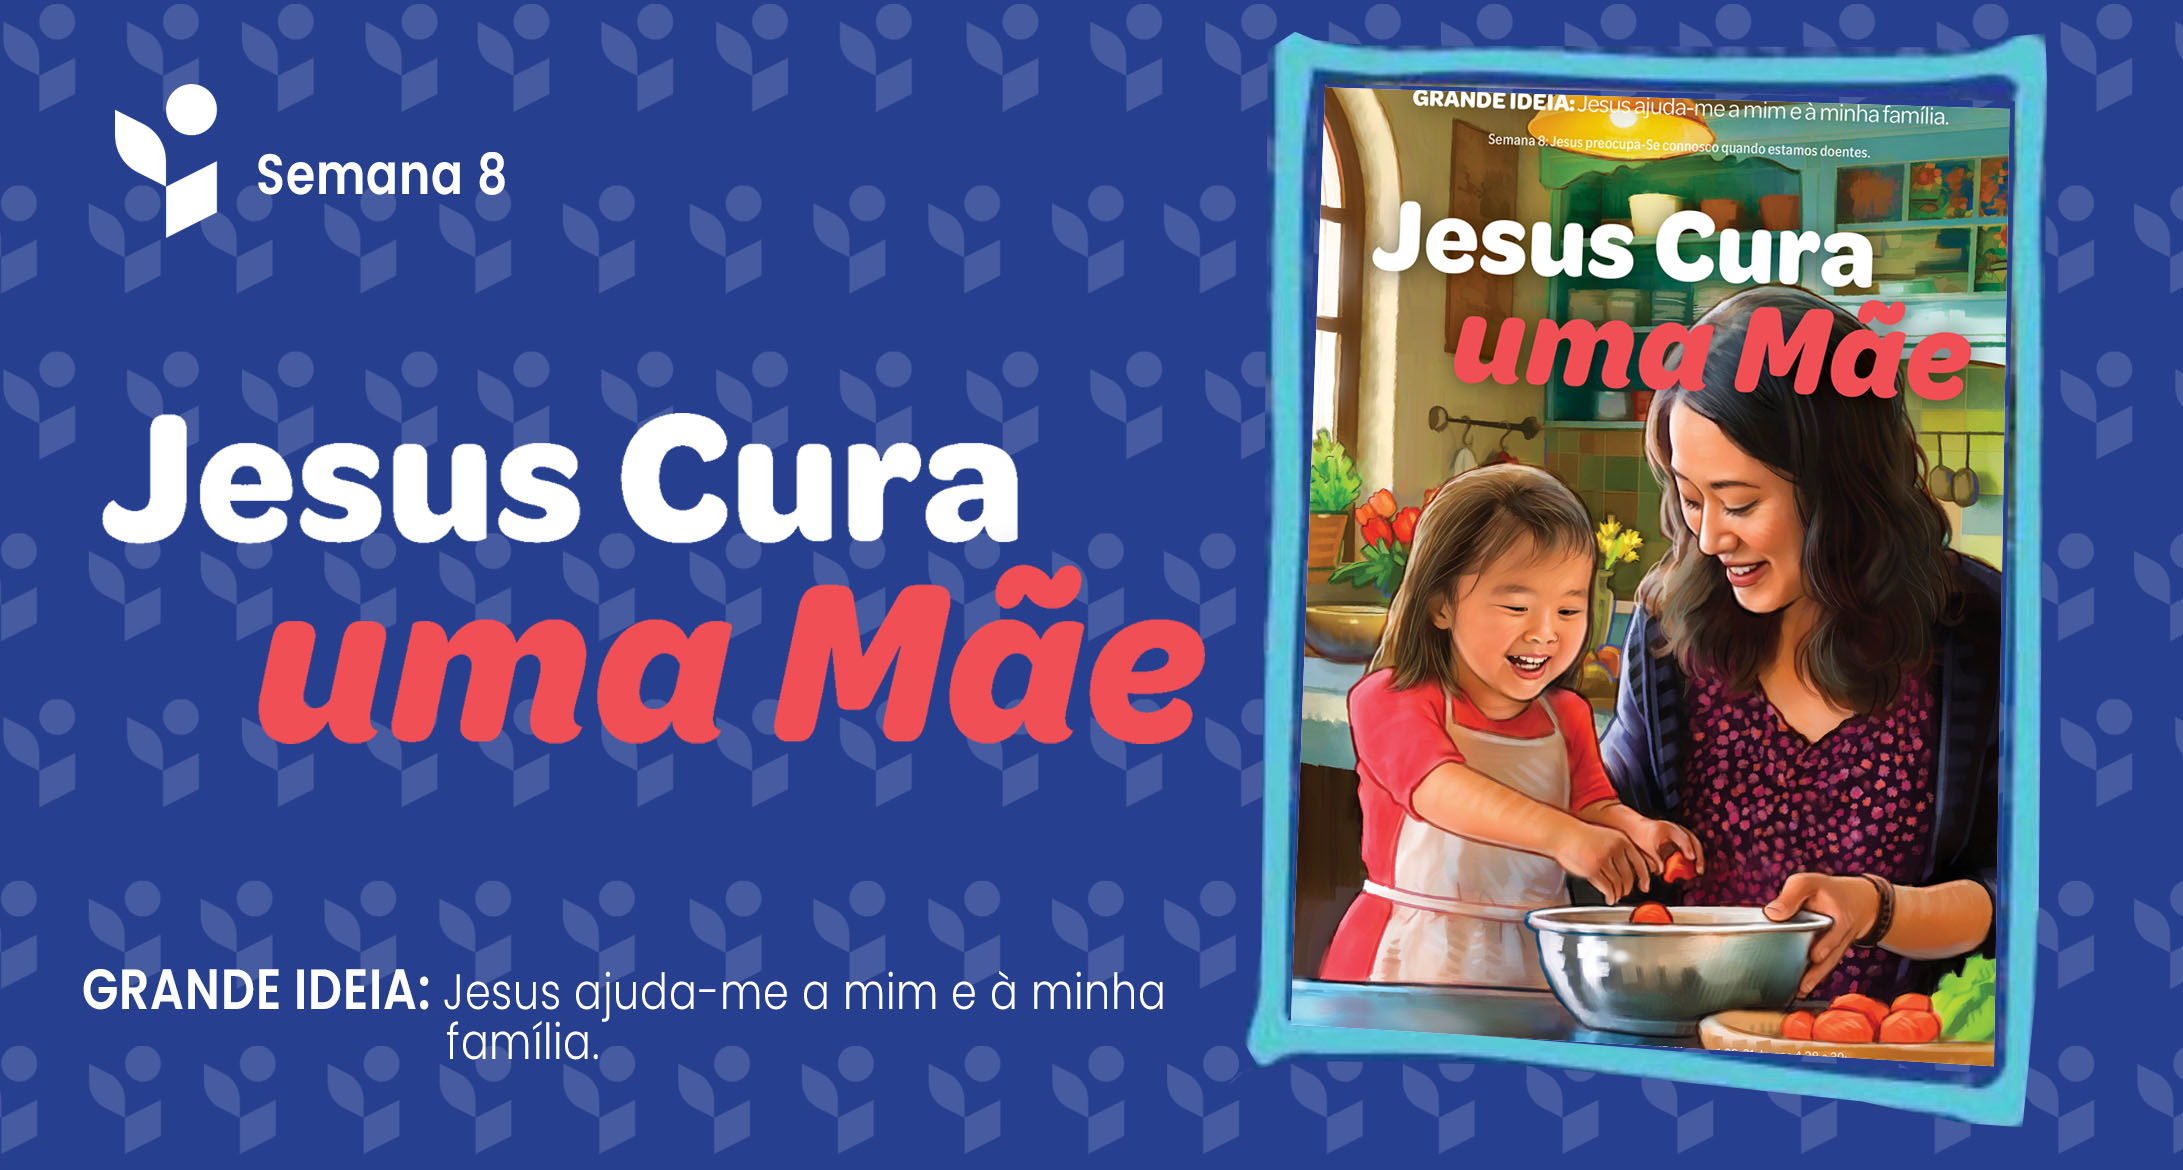 Semana 8
Jesus Cura
uma Mãe
GRANDE IDEIA: Jesus ajuda-me a mim e à minha
família.
GRANDE IDEIA: Jesus ajuda-me a mim e à minha família.
Semana 8: Jesus preocupa-Se connosco quando estamos doentes.
Jesus Cura
uma Mãe